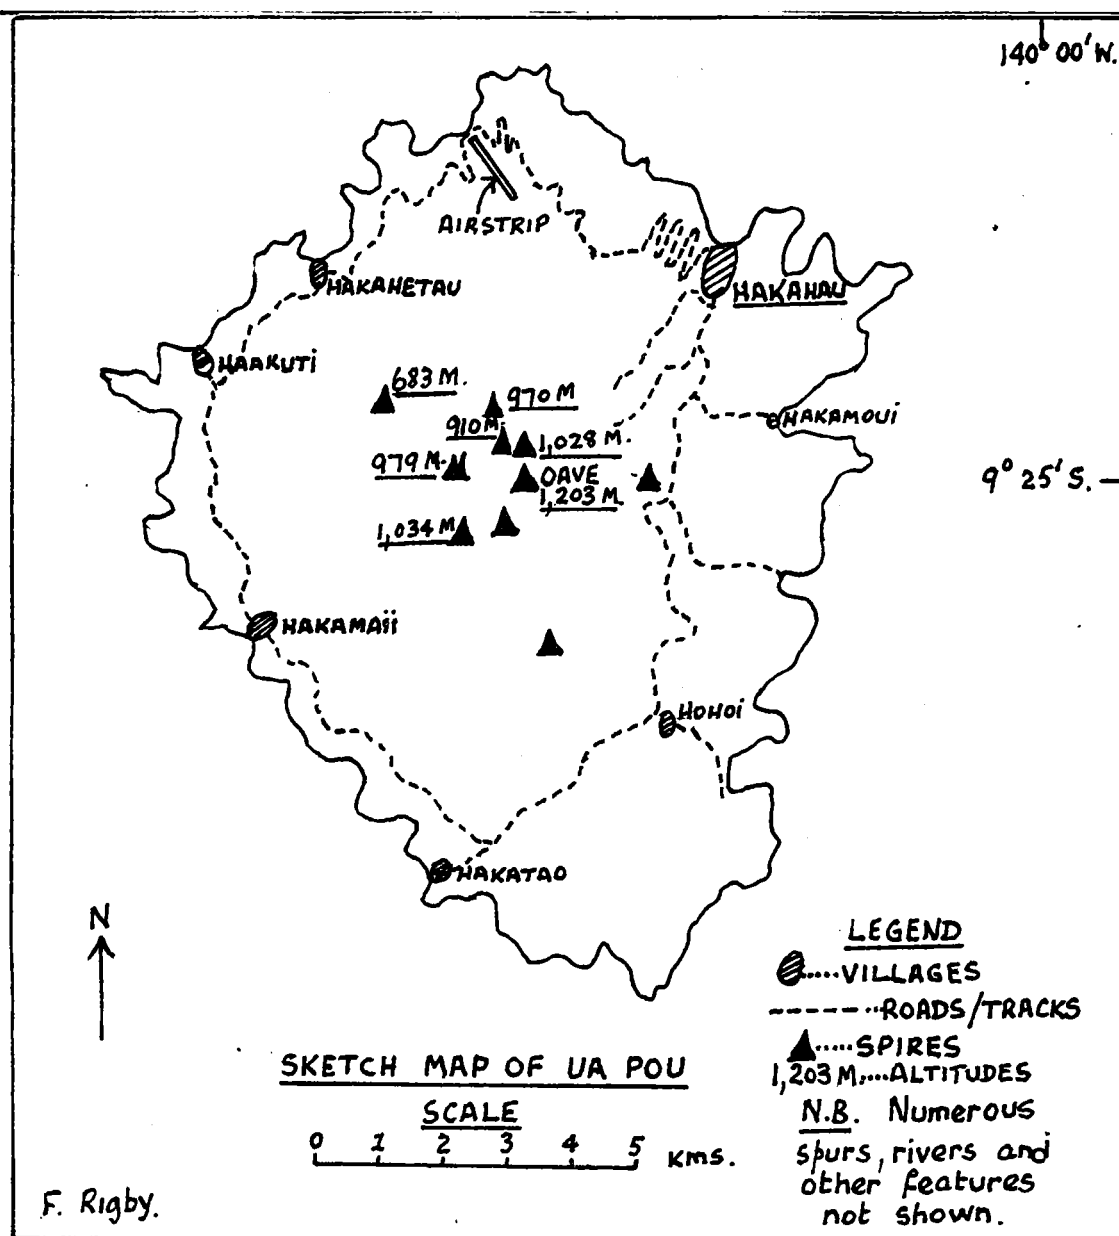 140° 00' W.
AIRSTRIP
HAKAHETAU
HAKAHAU
HAAKUTi
683 M.
970 M
910 M.
HAKAMOUI
1,028 M.
979 M.
OAVE
1,203 M.
9° 25' S.
1,034 M
HAKAMAii
HOHOi
HAKATAO
N
LEGEND
VILLAGES
ROADS/TRACKS
SPIRES
1,203 M.....ALTITUDES
N.B. Numerous
spurs, rivers and
other features
not shown.
SKETCH MAP OF UA POU
SCALE
0 1 2 3 4 5 KMS.
F. Rigby.